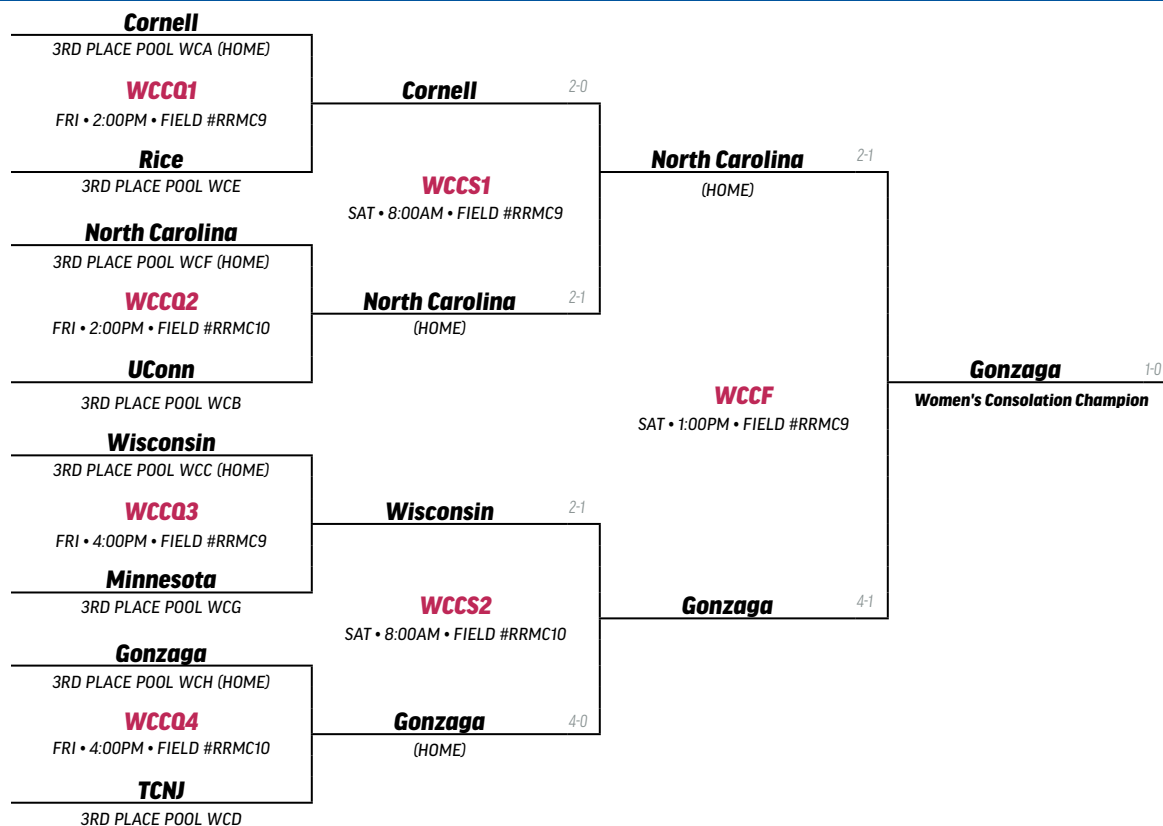 Cornell
3RD PLACE POOL WCA (HOME)
WCCQ1
FRI • 2:00PM • FIELD #RRMC9
Rice
3RD PLACE POOL WCE
North Carolina
3RD PLACE POOL WCF (HOME)
WCCQ2
FRI • 2:00PM • FIELD #RRMC10
UConn
3RD PLACE POOL WCB
Wisconsin
3RD PLACE POOL WCC (HOME)
WCCQ3
FRI • 4:00PM • FIELD #RRMC9
Minnesota
3RD PLACE POOL WCG
Gonzaga
3RD PLACE POOL WCH (HOME)
WCCQ4
FRI • 4:00PM • FIELD #RRMC10
TCNJ
3RD PLACE POOL WCD
Cornell 2-0
WCCS1
SAT • 8:00AM • FIELD #RRMC9
North Carolina 2-1
(HOME)
Wisconsin 2-1
WCCS2
SAT • 8:00AM • FIELD #RRMC10
Gonzaga 4-0
(HOME)
North Carolina 2-1
(HOME)
WCCF
SAT • 1:00PM • FIELD #RRMC9
Gonzaga 4-1
Gonzaga 1-0
Women's Consolation Champion